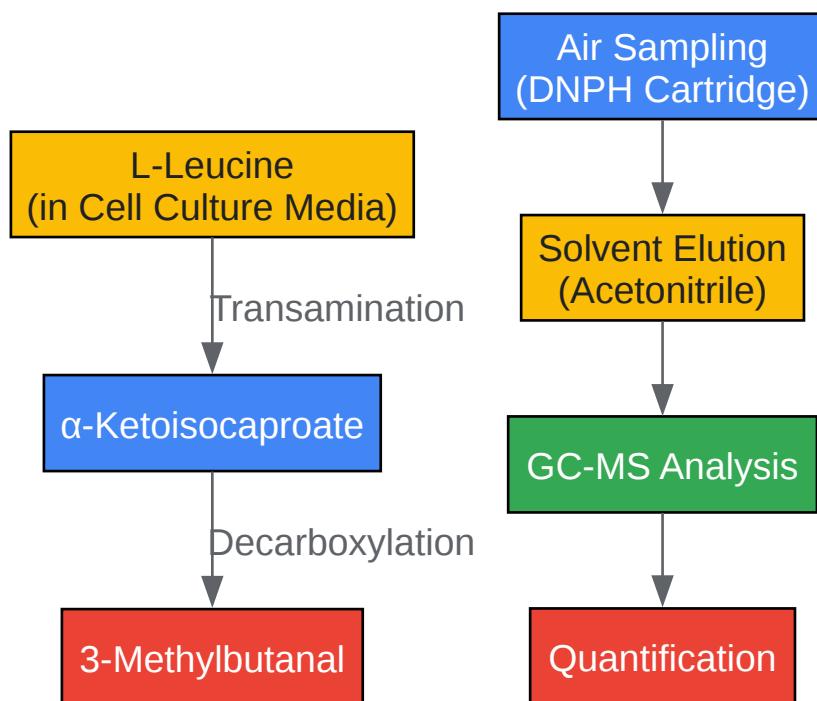 L-Leucine
(in Cell Culture Media)
Transamination
α-Ketoisocaproate
Decarboxylation
3-Methylbutanal
Air Sampling
(DNPH Cartridge)
Solvent Elution
(Acetonitrile)
GC-MS Analysis
Quantification